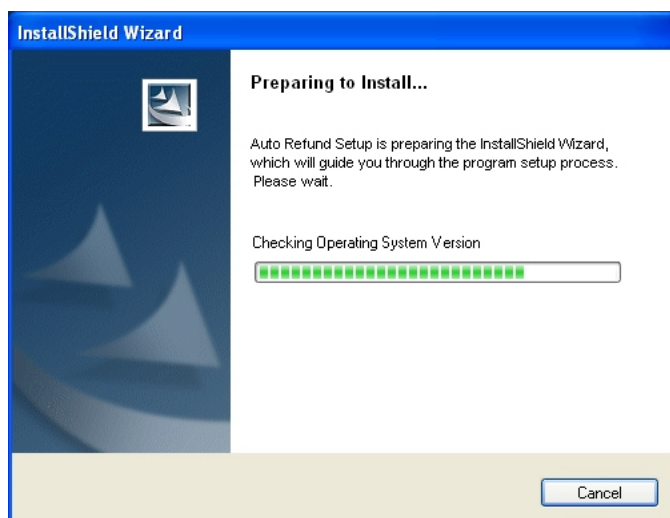 InstallShield Wizard
Preparing to Install...
Auto Refund Setup is preparing the InstallShield Wizard,
which will guide you through the program setup process.
Please wait.
Checking Operating System Version
Cancel